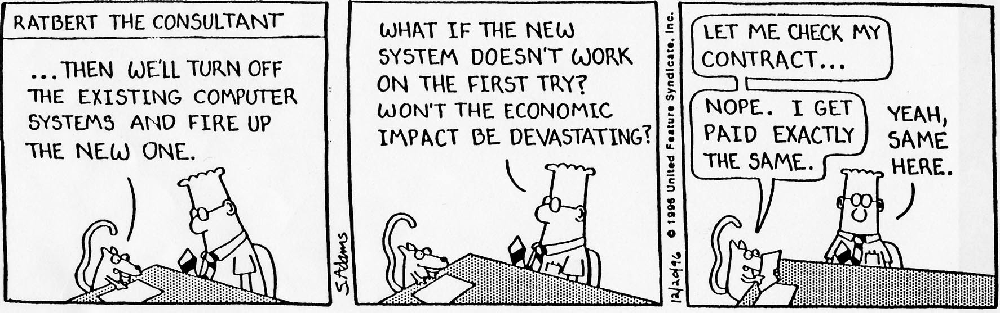 RATBERT THE CONSULTANT
...THEN WE'LL TURN OFF
THE EXISTING COMPUTER
SYSTEMS AND FIRE UP
THE NEW ONE.
S.Adams
WHAT IF THE NEW
SYSTEM DOESN'T WORK
ON THE FIRST TRY?
WON'T THE ECONOMIC
IMPACT BE DEVASTATING?
12/20/96 © 1996 United Feature Syndicate, Inc.
LET ME CHECK MY
CONTRACT...
NOPE. I GET
PAID EXACTLY
THE SAME.
YEAH,
SAME
HERE.